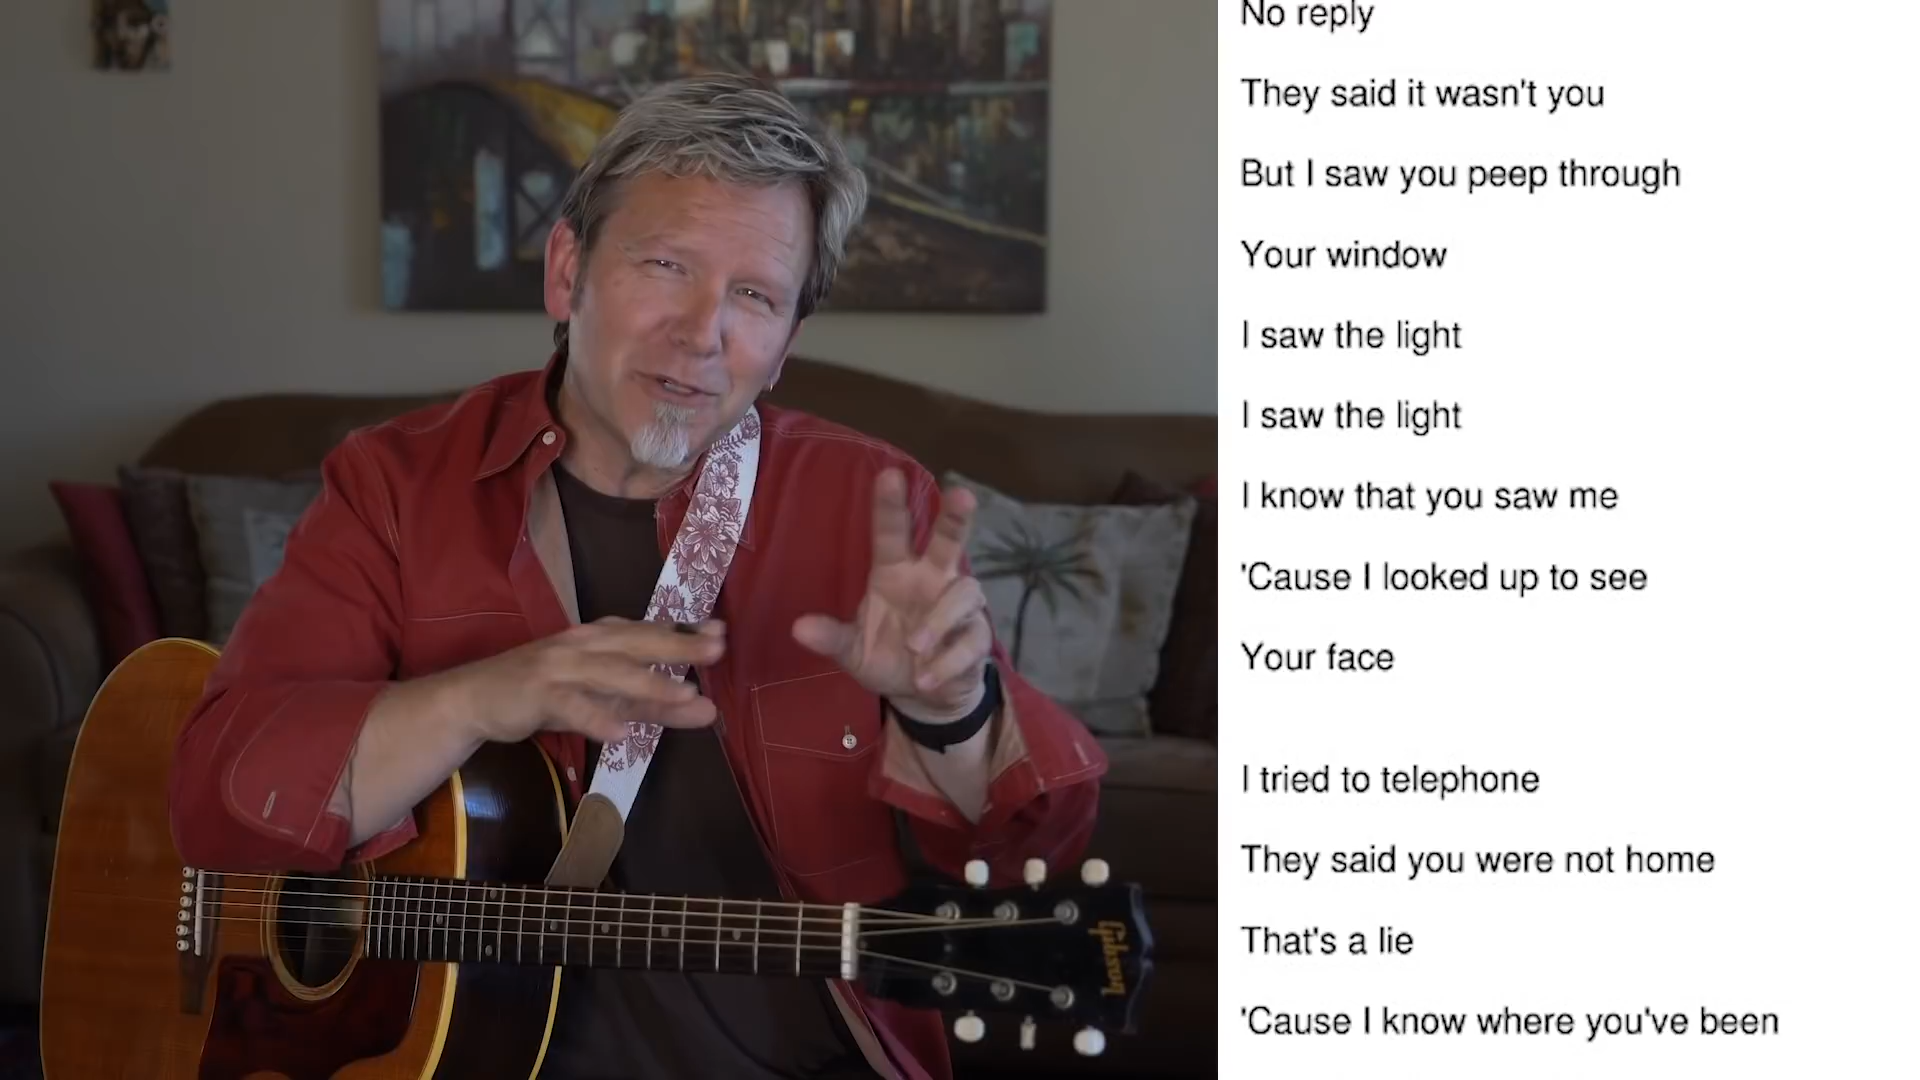 No reply
They said it wasn't you
But I saw you peep through
Your window
I saw the light
I saw the light
I know that you saw me
'Cause I looked up to see
Your face
I tried to telephone
They said you were not home
That's a lie
'Cause I know where you've been
Gibson